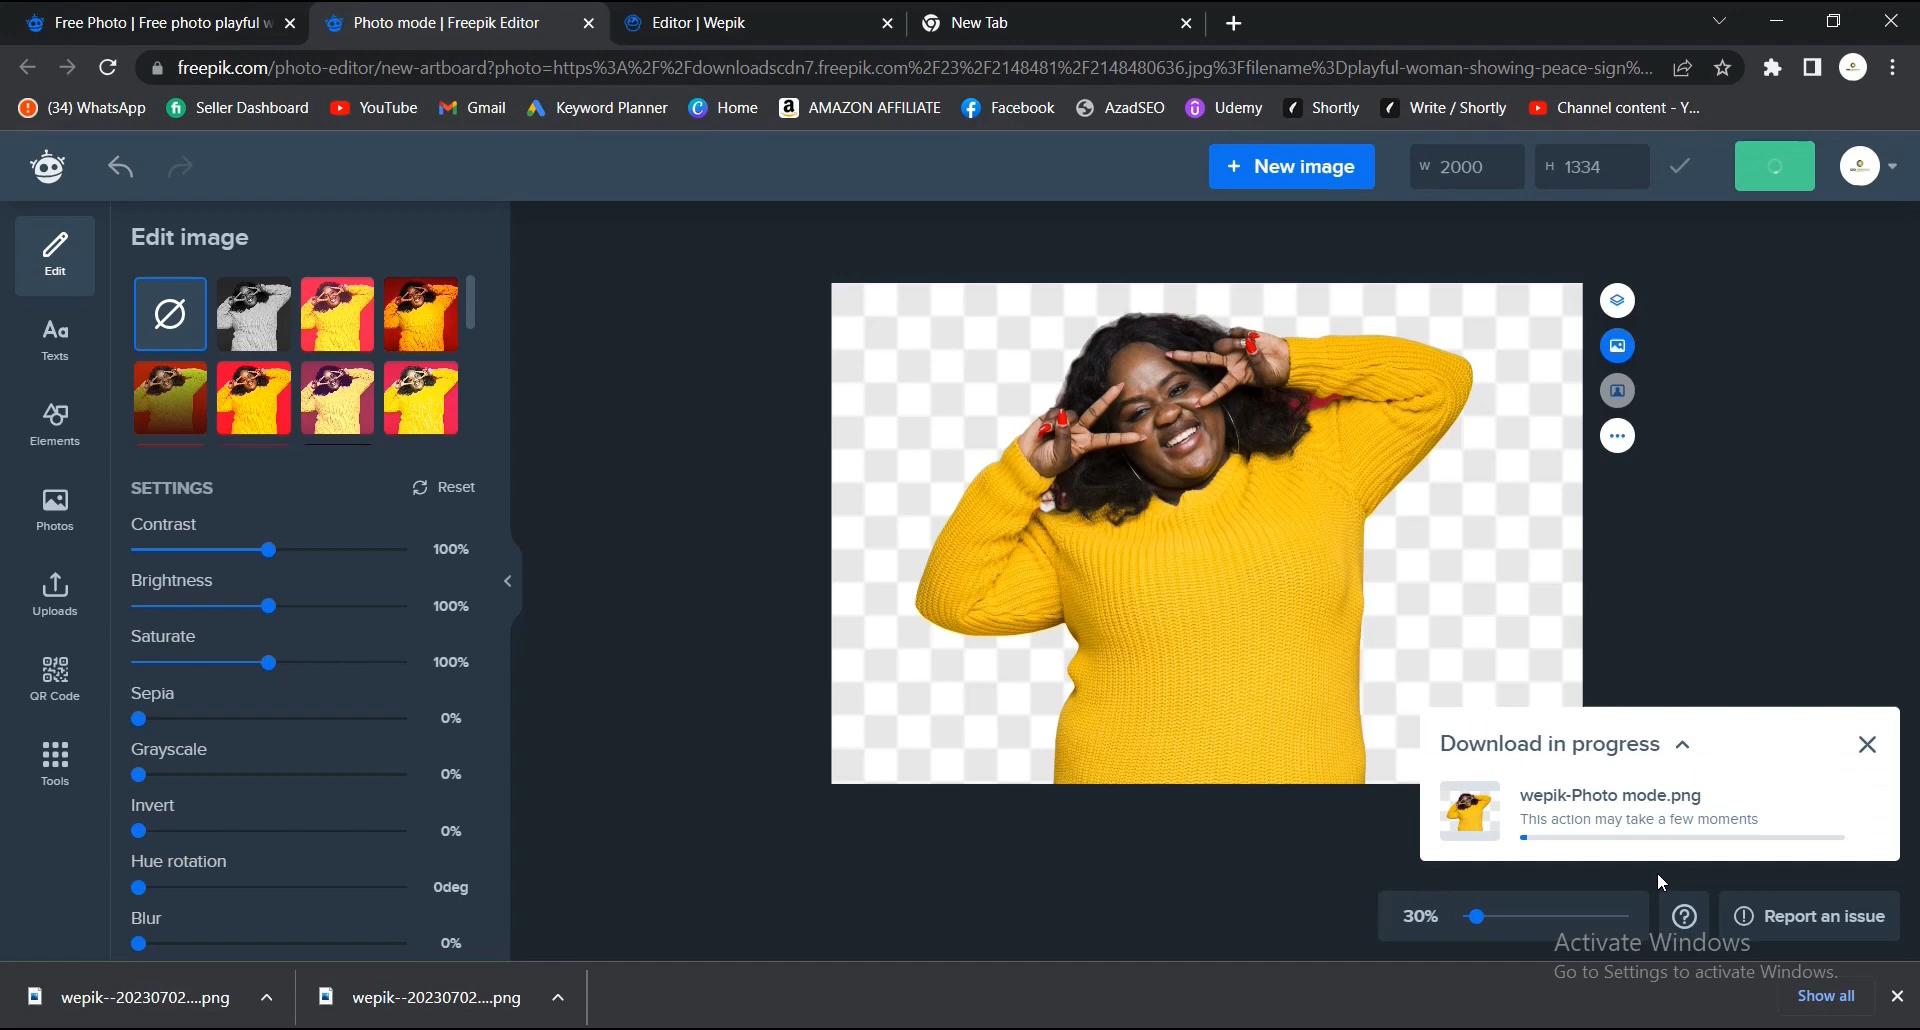 Free Photo | Free photo playful w
Photo mode | Freepik Editor
Editor | Wepik
New Tab
freepik.com/photo-editor/new-artboard?photo=https%3A%2F%2Fdownloadscdn7.freepik.com%2F23%2F2148481%2F2148480636.jpg%3Ffilename%3Dplayful-woman-showing-peace-sign%...
(34) WhatsApp
Seller Dashboard
YouTube
Gmail
Keyword Planner
Home
AMAZON AFFILIATE
Facebook
AzadSEO
Udemy
Shortly
Write / Shortly
Channel content - Y...
+ New image
W 2000
H 1334
Edit
Texts
Elements
Photos
Uploads
QR Code
Tools
Edit image
SETTINGS
Reset
Contrast
100%
Brightness
100%
Saturate
100%
Sepia
0%
Grayscale
0%
Invert
0%
Hue rotation
0deg
Blur
0%
Download in progress
wepik-Photo mode.png
This action may take a few moments
30%
Report an issue
Activate Windows
Go to Settings to activate Windows.
wepik--20230702....png
wepik--20230702....png
Show all